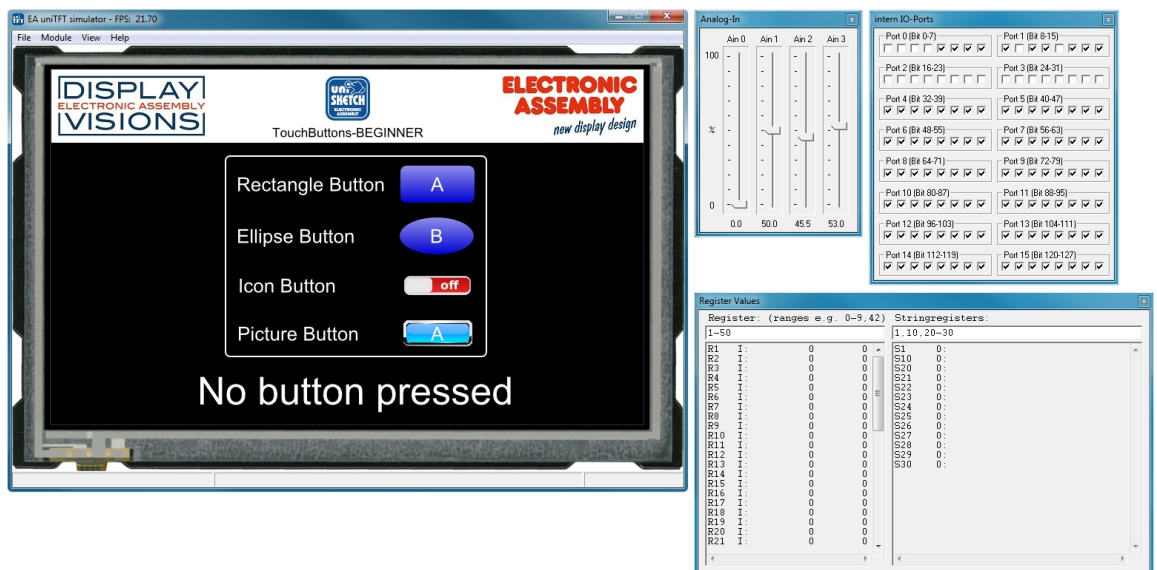 EA uniTFT simulator - FPS: 21.70
File Module View Help
DISPLAY
ELECTRONIC ASSEMBLY
VISIONS
UNi
SKETCH
ELECTRONIC
ASSEMBLY
TouchButtons-BEGINNER
ELECTRONIC
ASSEMBLY
new display design
Rectangle Button A
Ellipse Button B
Icon Button off
Picture Button A
No button pressed
Analog-In
Ain 0 Ain 1 Ain 2 Ain 3
100
%
0
0.0 50.0 45.5 53.0
intern IO-Ports
Port 0 (Bit 0-7) Port 1 (Bit 8-15)
Port 2 (Bit 16-23) Port 3 (Bit 24-31)
Port 4 (Bit 32-39) Port 5 (Bit 40-47)
Port 6 (Bit 48-55) Port 7 (Bit 56-63)
Port 8 (Bit 64-71) Port 9 (Bit 72-79)
Port 10 (Bit 80-87) Port 11 (Bit 88-95)
Port 12 (Bit 96-103) Port 13 (Bit 104-111)
Port 14 (Bit 112-119) Port 15 (Bit 120-127)
Register Values
Register: (ranges e.g. 0-9,42) Stringregisters:
1-50 1,10,20-30
R1 I: 0 0 S1 0:
R2 I: 0 0 S10 0:
R3 I: 0 0 S20 0:
R4 I: 0 0 S21 0:
R5 I: 0 0 S22 0:
R6 I: 0 0 S23 0:
R7 I: 0 0 S24 0:
R8 I: 0 0 S25 0:
R9 I: 0 0 S26 0:
R10 I: 0 0 S27 0:
R11 I: 0 0 S28 0:
R12 I: 0 0 S29 0:
R13 I: 0 0 S30 0:
R14 I: 0 0
R15 I: 0 0
R16 I: 0 0
R17 I: 0 0
R18 I: 0 0
R19 I: 0 0
R20 I: 0 0
R21 I: 0 0